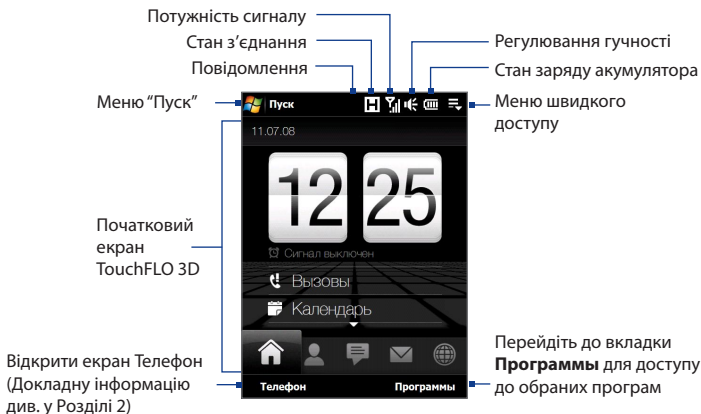 Потужність сигналу
Стан з’єднання
Повідомлення
Регулювання гучності
Стан заряду акумулятора
Меню “Пуск”
Меню швидкого
доступу
Пуск
11.07.08
12 25
Сигнал выключен
Вызовы
Календарь
Початковий
екран
TouchFLO 3D
Відкрити екран Телефон
(Докладну інформацію
див. у Розділі 2)
Телефон
Программы
Перейдіть до вкладки
Программы для доступу
до обраних програм